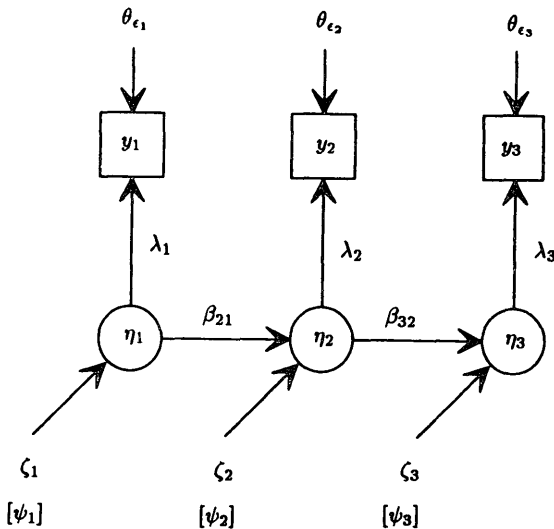 θϵ₁ θϵ₂ θϵ₃
y₁ y₂ y₃
λ₁ λ₂ λ₃
β₂₁ β₃₂
η₁ η₂ η₃
ζ₁ ζ₂ ζ₃
[ψ₁] [ψ₂] [ψ₃]